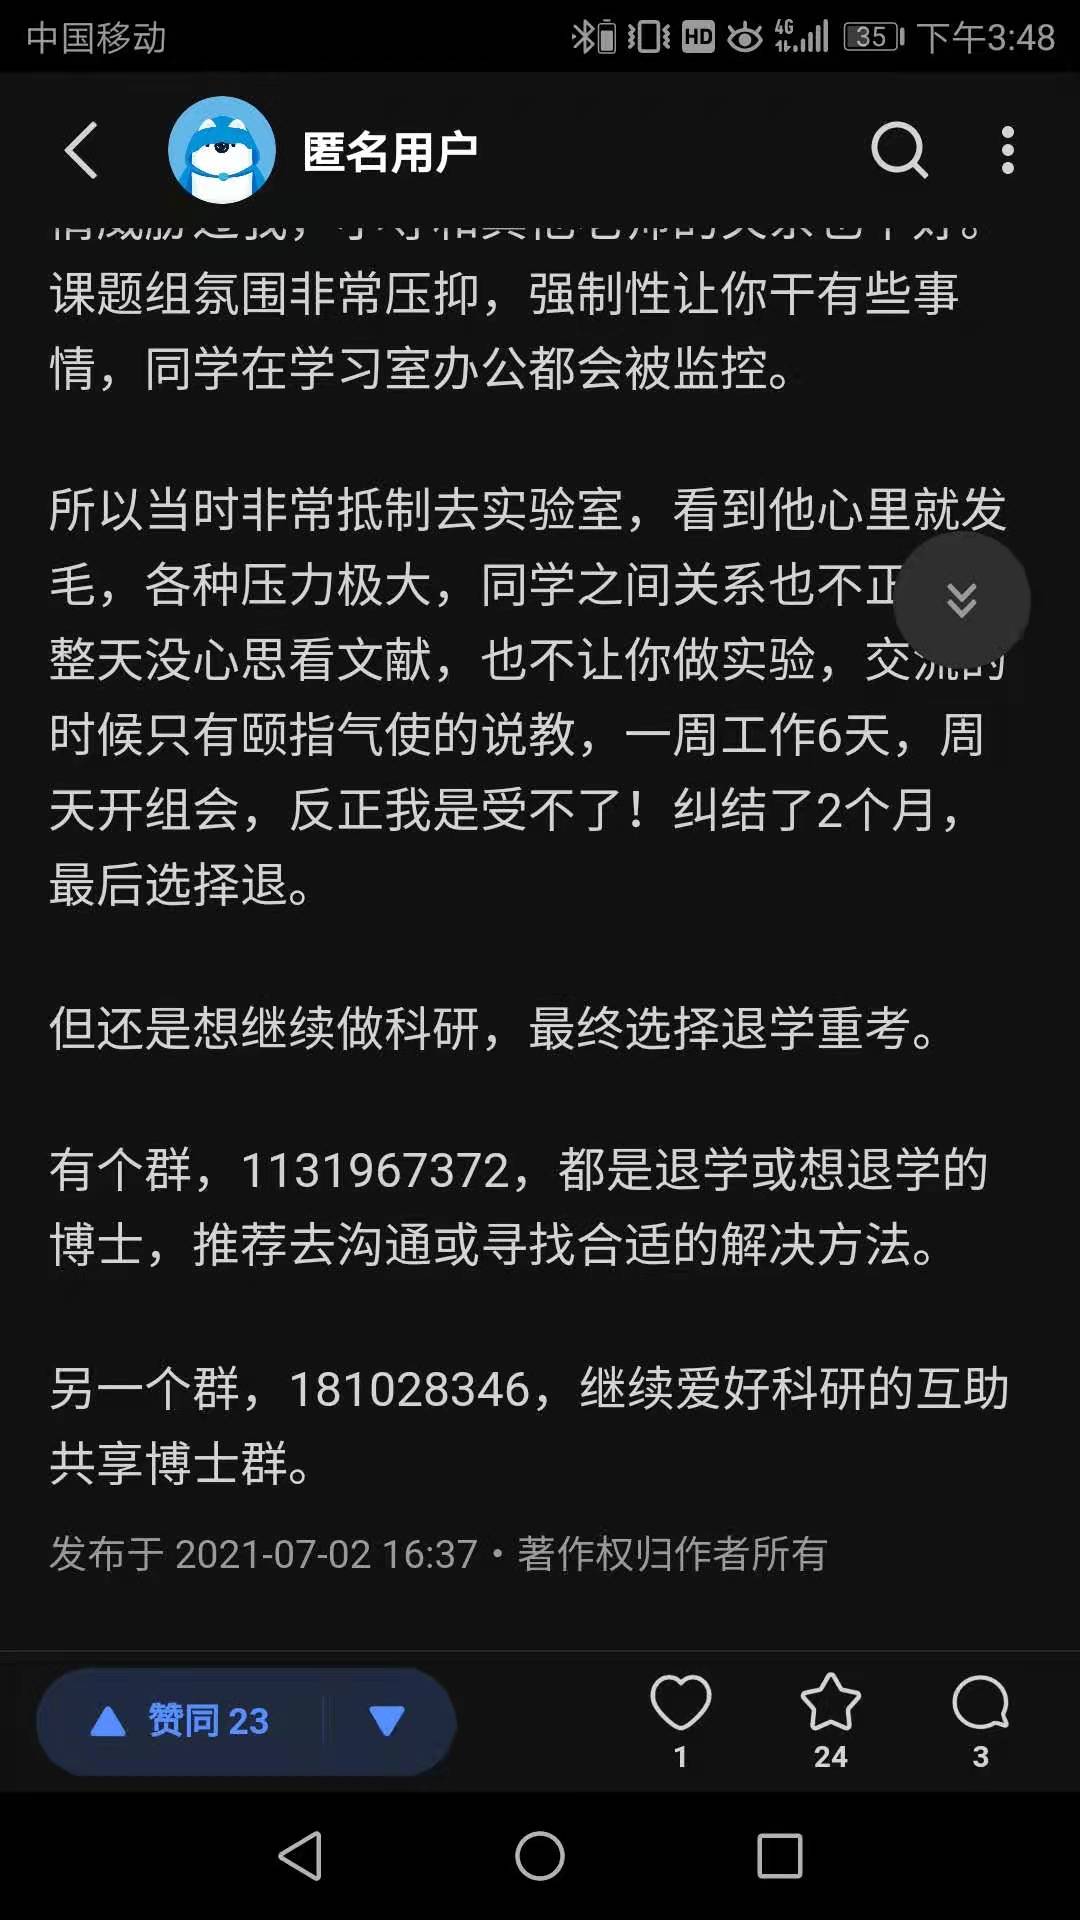 中国移动 HD 4G 35 下午3:48
匿名用户
课题组氛围非常压抑，强制性让你干有些事
情，同学在学习室办公都会被监控。
所以当时非常抵制去实验室，看到他心里就发
毛，各种压力极大，同学之间关系也不正
整天没心思看文献，也不让你做实验，交流的
时候只有颐指气使的说教，一周工作6天，周
天开组会，反正我是受不了！纠结了2个月，
最后选择退。
但还是想继续做科研，最终选择退学重考。
有个群，1131967372，都是退学或想退学的
博士，推荐去沟通或寻找合适的解决方法。
另一个群，181028346，继续爱好科研的互助
共享博士群。
发布于 2021-07-02 16:37・著作权归作者所有
赞同 23
1
24
3